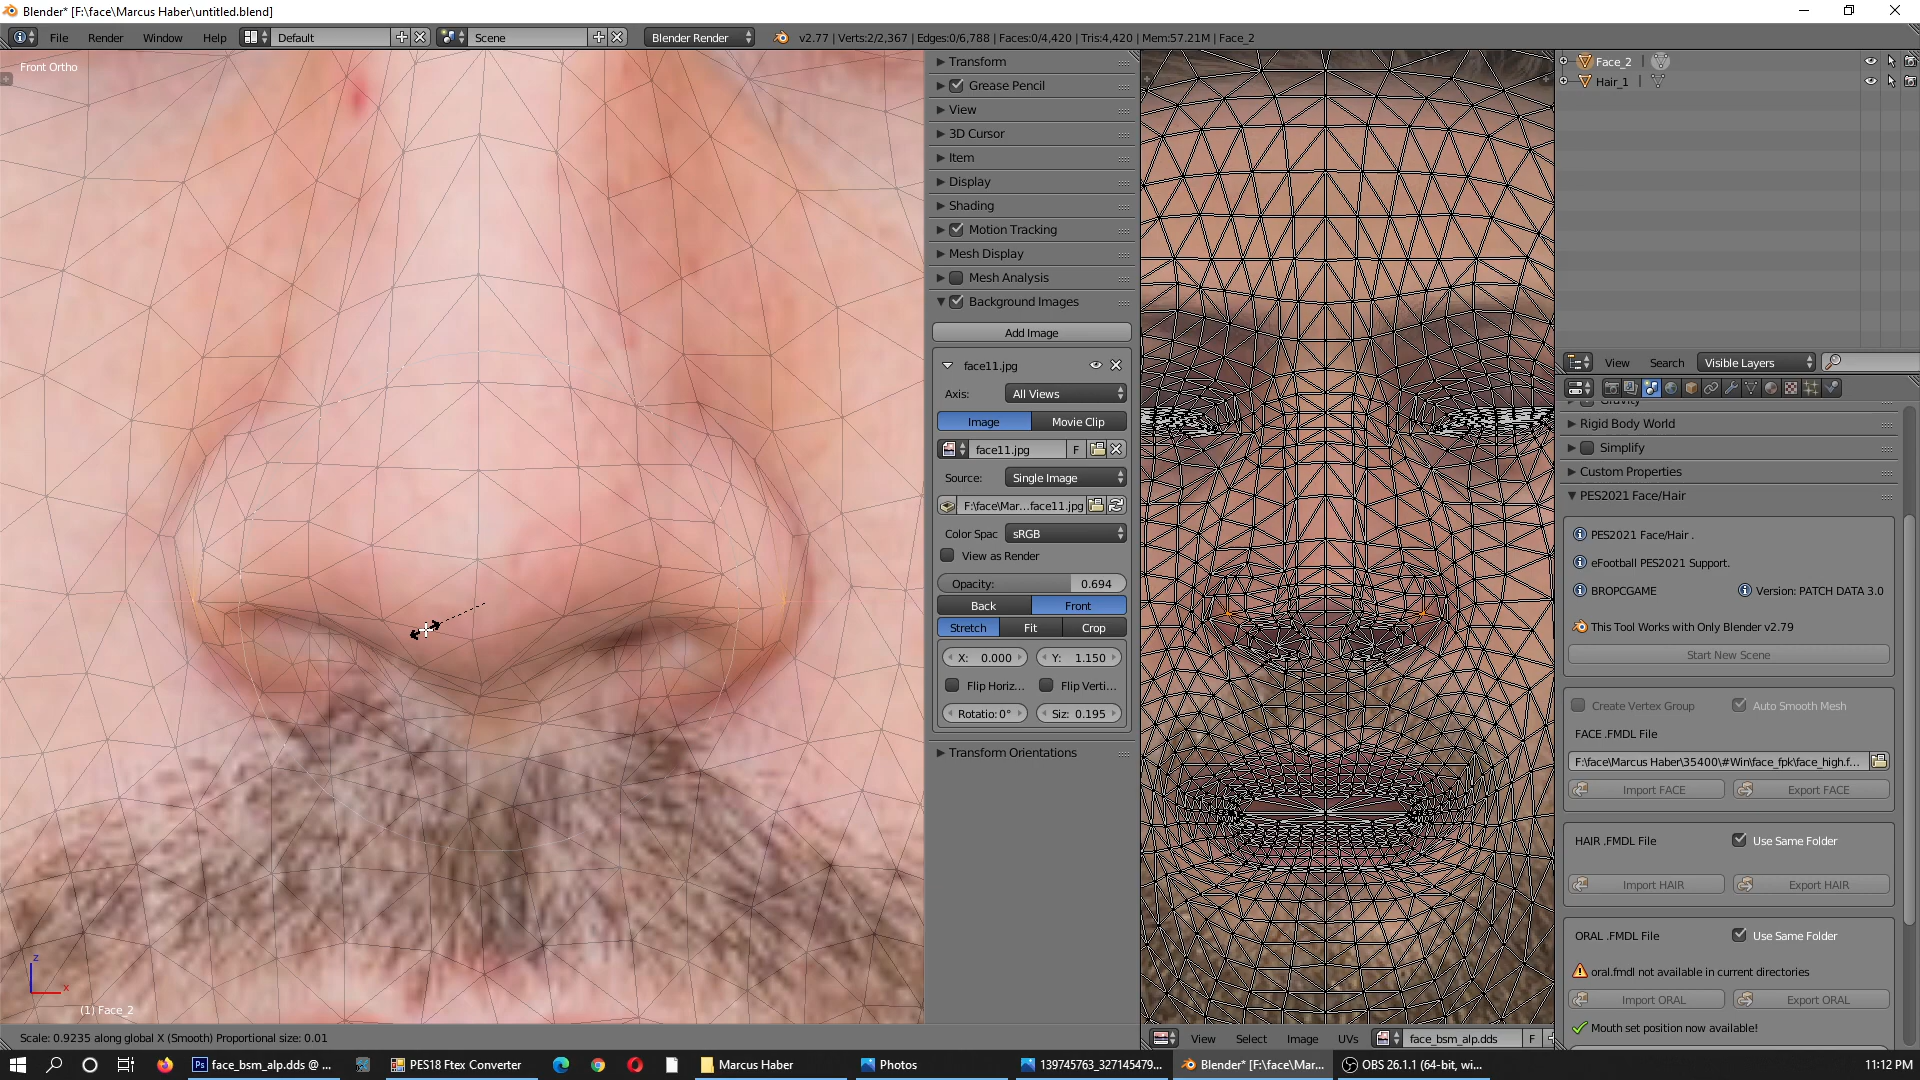 Blender* [F:\face\Marcus Haber\untitled.blend]
File Render Window Help Default Scene Blender Render v2.77 | Verts:2/2,367 | Edges:0/6,788 | Faces:0/4,420 | Tris:4,420 | Mem:57.21M | Face_2
Front Ortho
z
x
(1) Face_2
Scale: 0.9235 along global X (Smooth) Proportional size: 0.01
Transform
Grease Pencil
View
3D Cursor
Item
Display
Shading
Motion Tracking
Mesh Display
Mesh Analysis
Background Images
Add Image
face11.jpg
Axis: All Views
Image Movie Clip
face11.jpg F
Source: Single Image
F:\face\Mar...face11.jpg
Color Spac sRGB
View as Render
Opacity: 0.694
Back Front
Stretch Fit Crop
X: 0.000 Y: 1.150
Flip Horiz... Flip Verti...
Rotatio: 0° Siz: 0.195
Transform Orientations
View Select Image UVs face_bsm_alp.dds F
Face_2
Hair_1
View Search Visible Layers
Gravity
Rigid Body World
Simplify
Custom Properties
PES2021 Face/Hair
PES2021 Face/Hair .
eFootball PES2021 Support.
BROPCGAME Version: PATCH DATA 3.0
This Tool Works with Only Blender v2.79
Start New Scene
Create Vertex Group Auto Smooth Mesh
FACE .FMDL File
F:\face\Marcus Haber\35400\#Win\face_fpk\face_high.f...
Import FACE Export FACE
HAIR .FMDL File Use Same Folder
Import HAIR Export HAIR
ORAL .FMDL File Use Same Folder
oral.fmdl not available in current directories
Import ORAL Export ORAL
Mouth set position now available!
Ps face_bsm_alp.dds @ ... PES18 Ftex Converter Marcus Haber Photos 139745763_327145479... Blender* [F:\face\Mar... OBS 26.1.1 (64-bit, wi... 11:12 PM